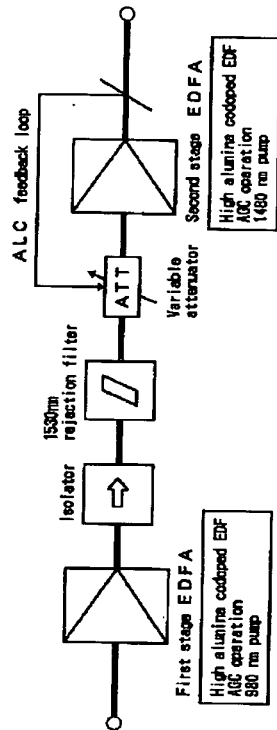 ALC feedback loop
First stage EDFA
Isolator
1530nm
rejection filter
ATT
Variable
attenuator
Second stage EDFA
High alumina codoped EDF
AGC operation
980 nm pump
High alumina codoped EDF
AGC operation
1480 nm pump